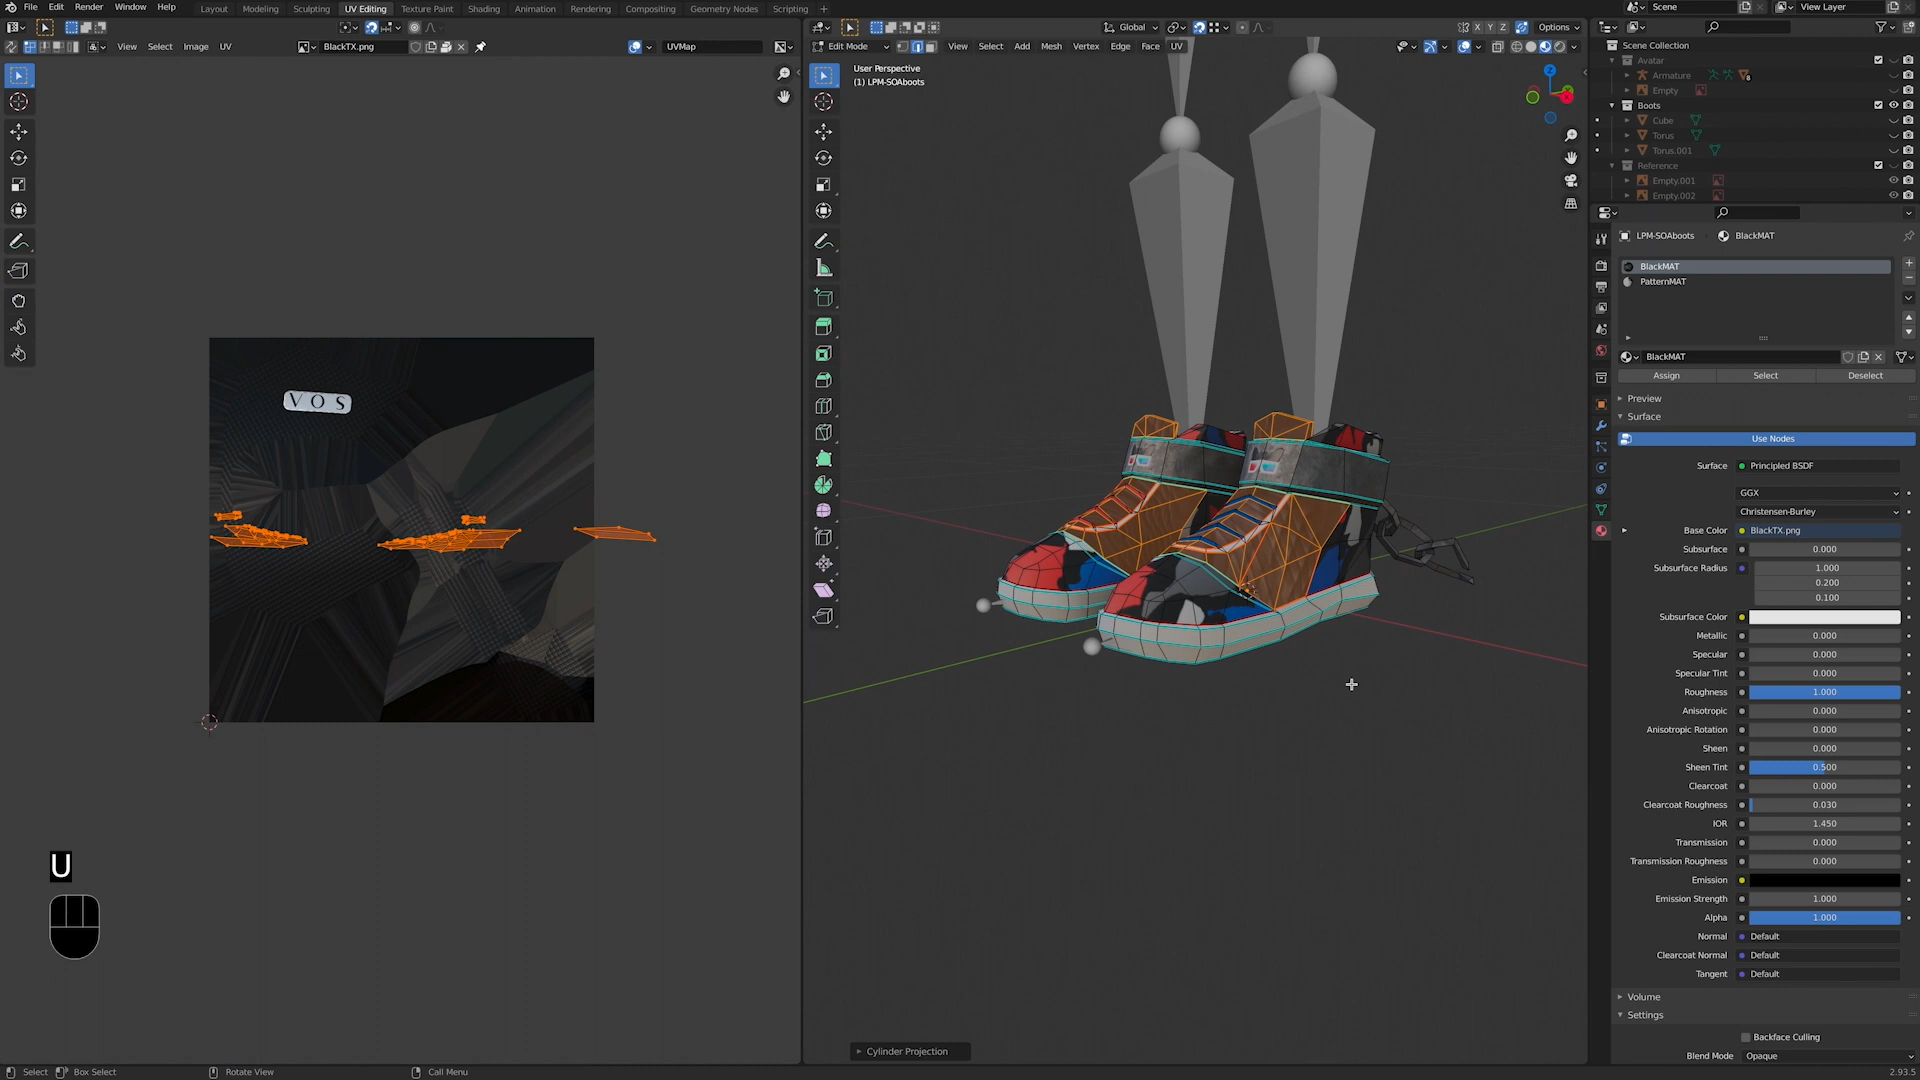 File Edit Render Window Help Layout Modeling Sculpting UV Editing Texture Paint Shading Animation Rendering Compositing Geometry Nodes Scripting + Scene View Layer
Global Options X Y Z
View Select Image UV BlackTX.png UVMap Edit Mode View Select Add Mesh Vertex Edge Face UV
User Perspective
(1) LPM-SOAboots
Scene Collection
Avatar
Armature
Empty
Boots
Cube
Torus
Torus.001
Reference
Empty.001
Empty.002
LPM-SOAboots BlackMAT
BlackMAT
PatternMAT
BlackMAT
Assign Select Deselect
Preview
Surface
Use Nodes
Surface Principled BSDF
GGX
Christensen-Burley
Base Color BlackTX.png
Subsurface 0.000
Subsurface Radius 1.000
0.200
0.100
Subsurface Color
Metallic 0.000
Specular 0.000
Specular Tint 0.000
Roughness 1.000
Anisotropic 0.000
Anisotropic Rotation 0.000
Sheen 0.000
Sheen Tint 0.500
Clearcoat 0.000
Clearcoat Roughness 0.030
IOR 1.450
Transmission 0.000
Transmission Roughness 0.000
Emission
Emission Strength 1.000
Alpha 1.000
Normal Default
Clearcoat Normal Default
Tangent Default
Volume
Settings
Backface Culling
Blend Mode Opaque
VOS
U
Cylinder Projection
Select Box Select Rotate View Call Menu 2.93.5